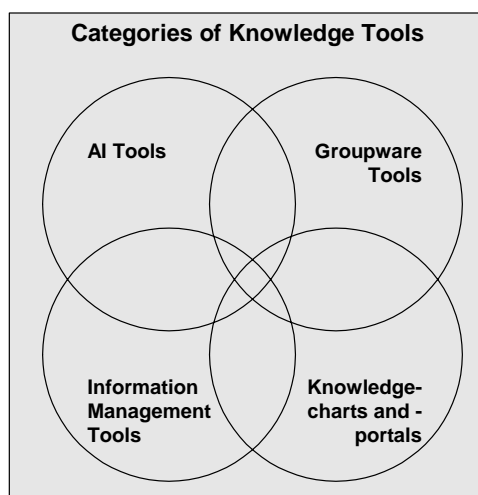 Categories of Knowledge Tools
AI Tools
Groupware
Tools
Information
Management
Tools
Knowledge-
charts and -
portals